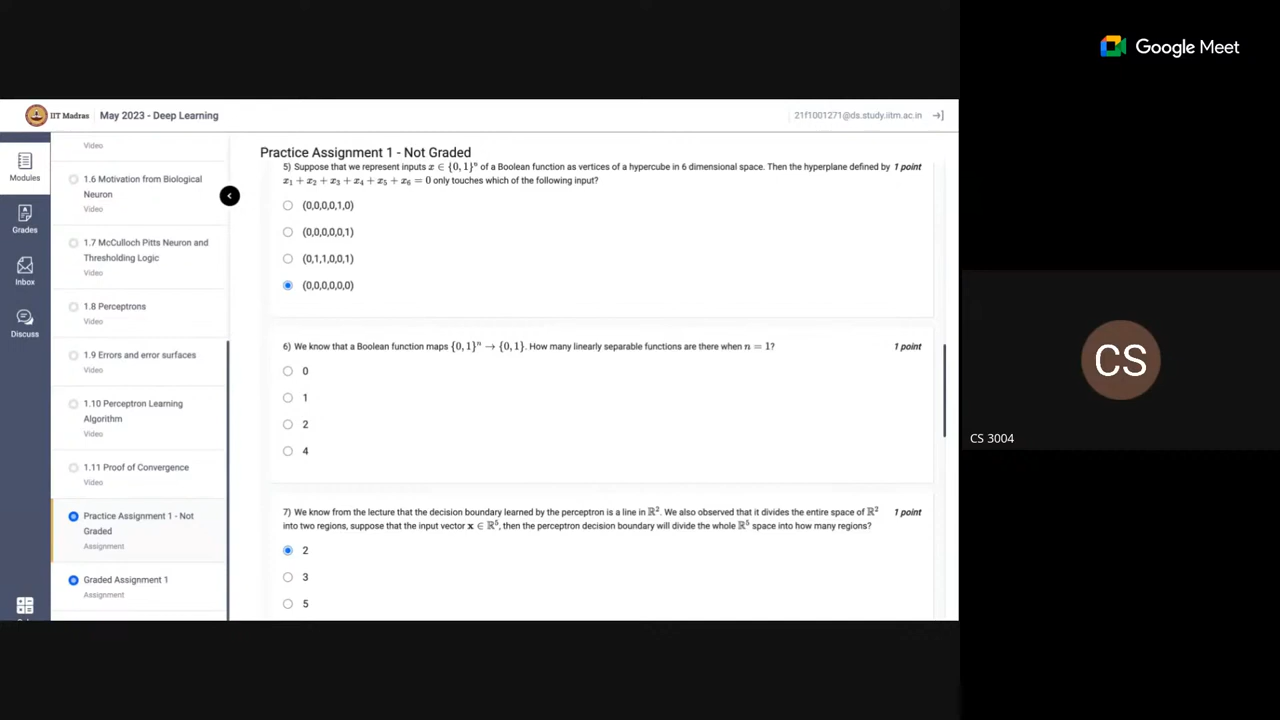 Google Meet
IIT Madras
May 2023 - Deep Learning
21f1001271@ds.study.iitm.ac.in
Modules
Grades
Inbox
Discuss
Video
1.6 Motivation from Biological
Neuron
Video
1.7 McCulloch Pitts Neuron and
Thresholding Logic
Video
1.8 Perceptrons
Video
1.9 Errors and error surfaces
Video
1.10 Perceptron Learning
Algorithm
Video
1.11 Proof of Convergence
Video
Practice Assignment 1 - Not
Graded
Assignment
Graded Assignment 1
Assignment
Practice Assignment 1 - Not Graded
5) Suppose that we represent inputs x ∈ {0, 1}ⁿ of a Boolean function as vertices of a hypercube in 6 dimensional space. Then the hyperplane defined by 1 point
x₁ + x₂ + x₃ + x₄ + x₅ + x₆ = 0 only touches which of the following input?
(0,0,0,0,1,0)
(0,0,0,0,0,1)
(0,1,1,0,0,1)
(0,0,0,0,0,0)
6) We know that a Boolean function maps {0, 1}ⁿ → {0, 1}. How many linearly separable functions are there when n = 1? 1 point
0
1
2
4
7) We know from the lecture that the decision boundary learned by the perceptron is a line in ℝ². We also observed that it divides the entire space of ℝ² 1 point
into two regions, suppose that the input vector x ∈ ℝ⁵, then the perceptron decision boundary will divide the whole ℝ⁵ space into how many regions?
2
3
5
CS
CS 3004